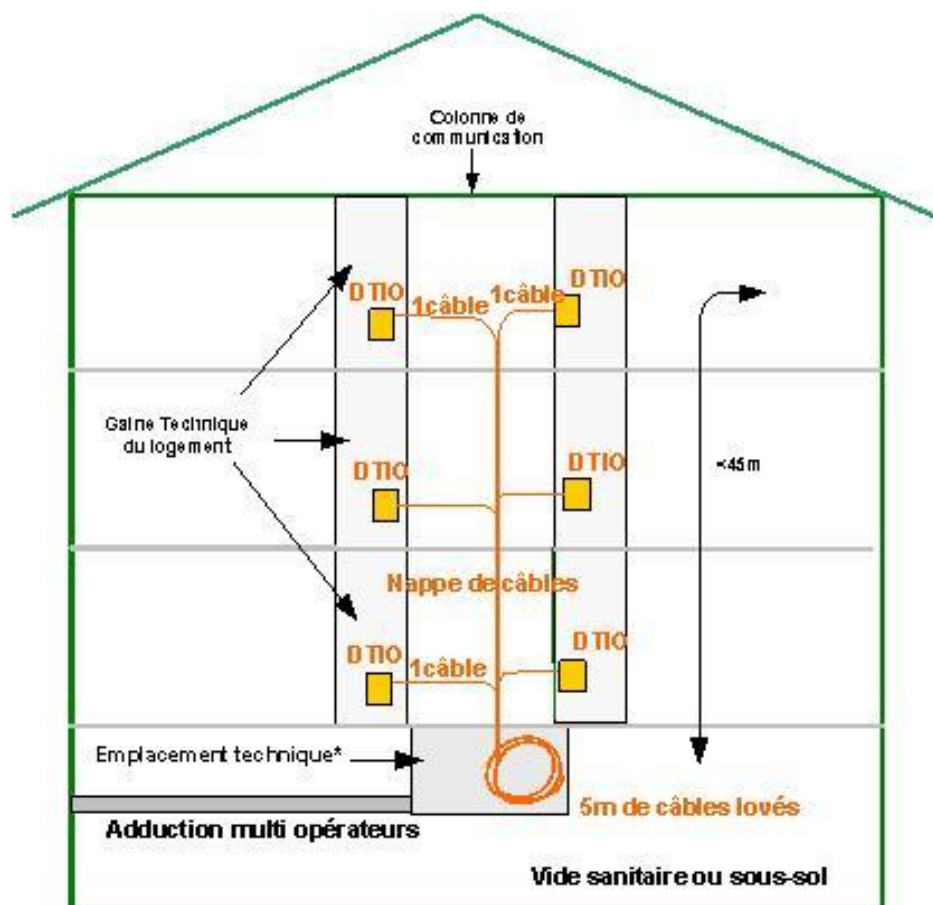 Colonne de
communication
DTIO
DTIO
1câble
1câble
Gaine Technique
du logement
<45m
DTIO
DTIO
Nappe de câbles
DTIO
DTIO
1câble
Emplacement technique*
5m de câbles lovés
Adduction multi opérateurs
Vide sanitaire ou sous-sol